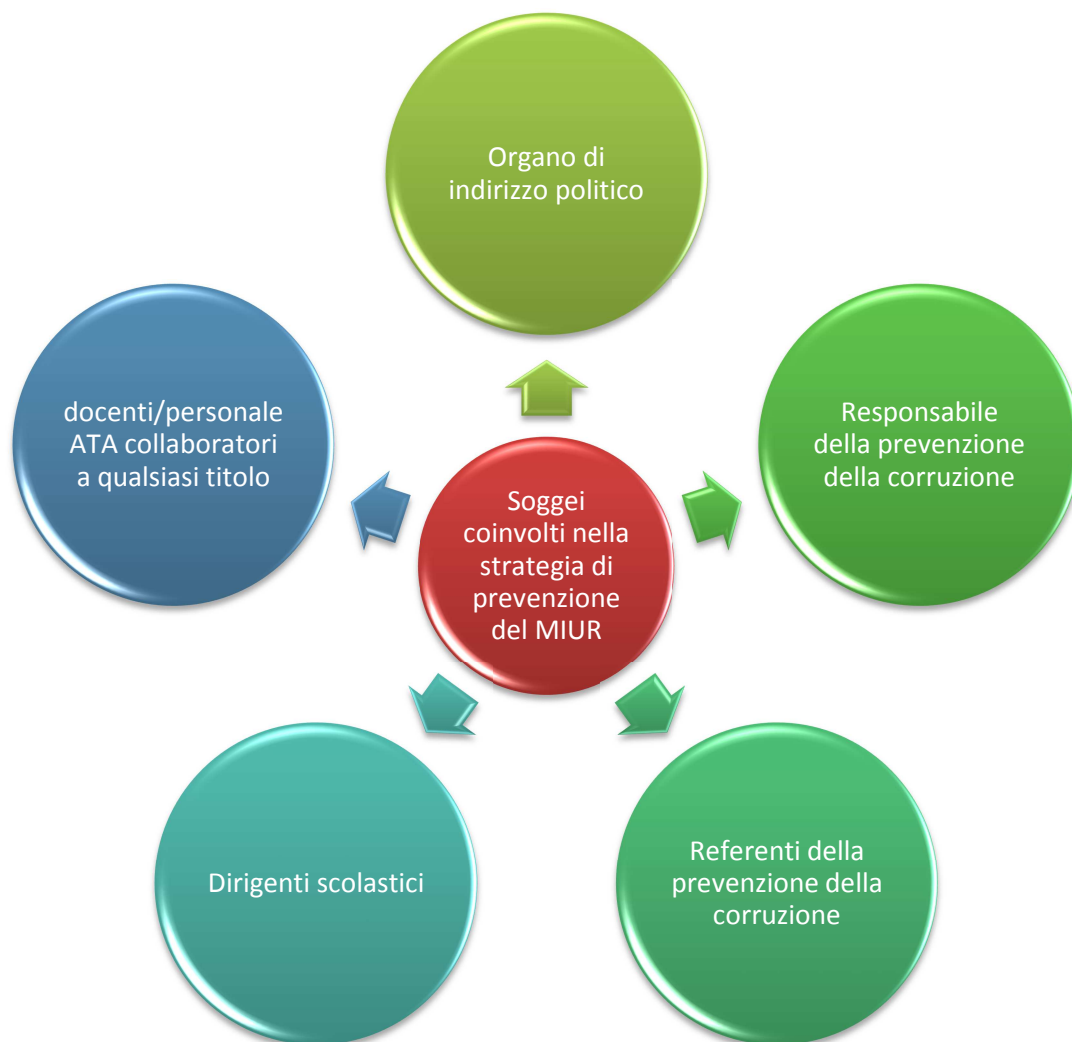 Organo di
indirizzo politico
docenti/personale
ATA collaboratori
a qualsiasi titolo
Responsabile
della prevenzione
della corruzione
Soggei
coinvolti nella
strategia di
prevenzione
del MIUR
Dirigenti scolastici
Referenti della
prevenzione della
corruzione